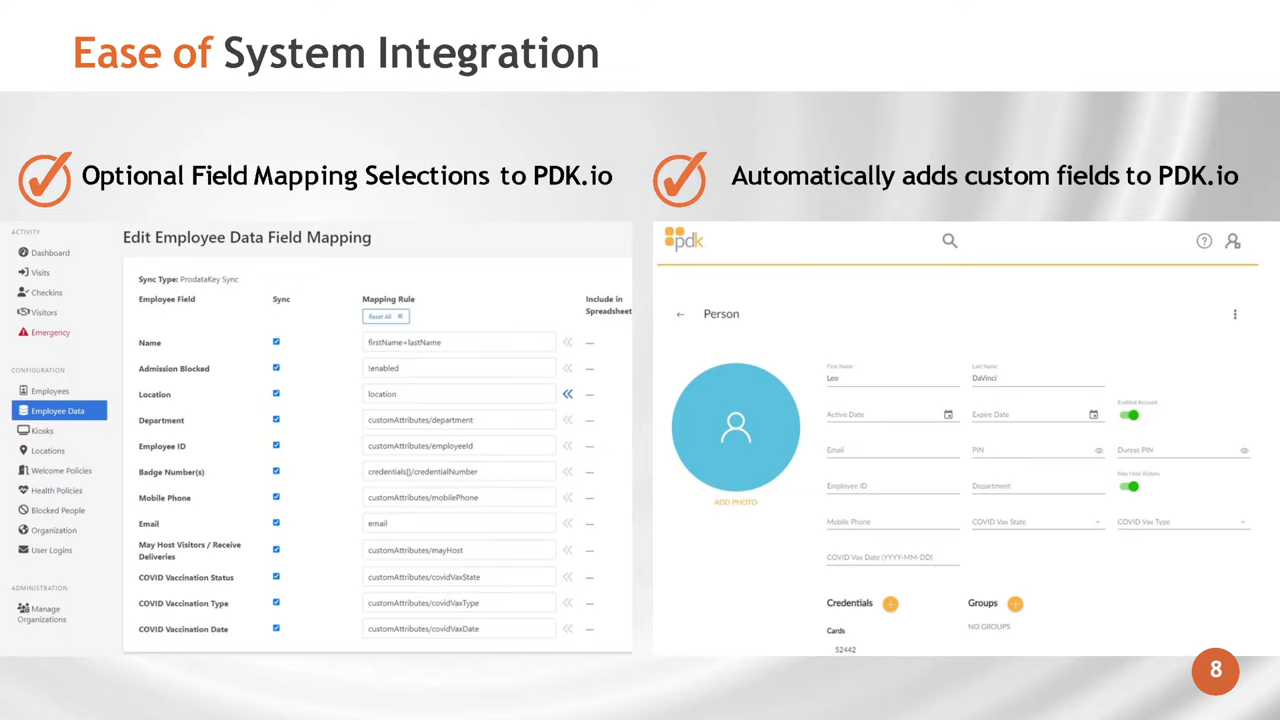 Ease of System Integration
Optional Field Mapping Selections to PDK.io
ACTIVITY
Dashboard
Visits
Checkins
Visitors
Emergency
CONFIGURATION
Employees
Employee Data
Kiosks
Locations
Welcome Policies
Health Policies
Blocked People
Organization
User Logins
ADMINISTRATION
Manage
Organizations
Edit Employee Data Field Mapping
Sync Type: ProdataKey Sync
Employee Field Sync Mapping Rule Include in
Spreadsheet
Reset All «
Name firstName+lastName « —
Admission Blocked !enabled « —
Location location « —
Department customAttributes/department « —
Employee ID customAttributes/employeeId « —
Badge Number(s) credentials[]/credentialNumber « —
Mobile Phone customAttributes/mobilePhone « —
Email email « —
May Host Visitors / Receive
Deliveries customAttributes/mayHost « —
COVID Vaccination Status customAttributes/covidVaxState « —
COVID Vaccination Type customAttributes/covidVaxType « —
COVID Vaccination Date customAttributes/covidVaxDate « —
Automatically adds custom fields to PDK.io
pdk
?
← Person
ADD PHOTO
First Name Last Name
Leo DaVinci
Enabled Account
Active Date Expire Date
Email PIN Duress PIN
May Host Visitors
Employee ID Department
Mobile Phone COVID Vax State COVID Vax Type
COVID Vax Date (YYYY-MM-DD)
Credentials + Groups +
NO GROUPS
Cards
52442
8